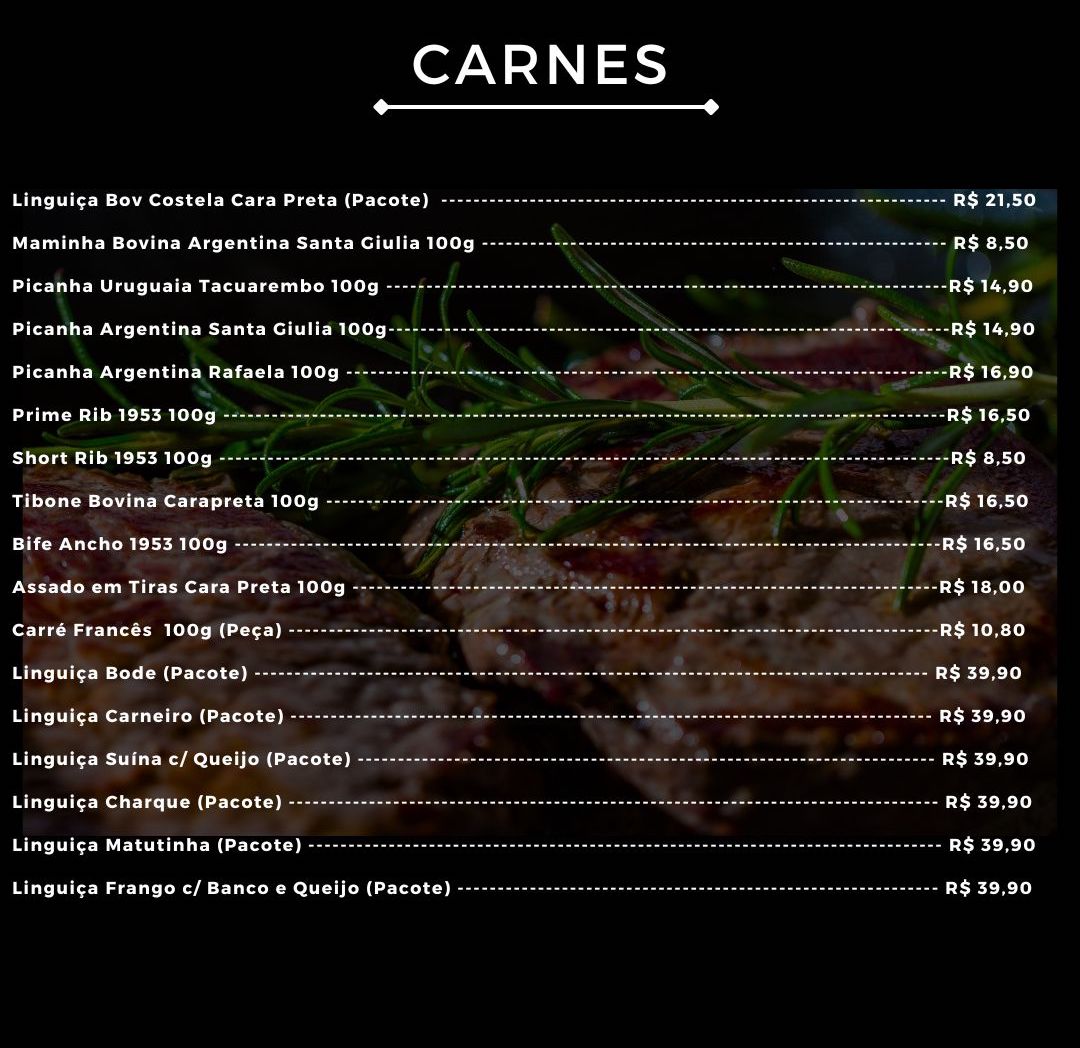 CARNES
Linguiça Bov Costela Cara Preta (Pacote) ---------------------------------------------------------------------- R$ 21,50
Maminha Bovina Argentina Santa Giulia 100g ---------------------------------------------------------------- R$ 8,50
Picanha Uruguaia Tacuarembo 100g ------------------------------------------------------------------------------R$ 14,90
Picanha Argentina Santa Giulia 100g------------------------------------------------------------------------------R$ 14,90
Picanha Argentina Rafaela 100g ------------------------------------------------------------------------------------R$ 16,90
Prime Rib 1953 100g ----------------------------------------------------------------------------------------------------R$ 16,50
Short Rib 1953 100g -----------------------------------------------------------------------------------------------------R$ 8,50
Tibone Bovina Carapreta 100g --------------------------------------------------------------------------------------R$ 16,50
Bife Ancho 1953 100g --------------------------------------------------------------------------------------------------R$ 16,50
Assado em Tiras Cara Preta 100g ---------------------------------------------------------------------------------R$ 18,00
Carré Francês 100g (Peça) ------------------------------------------------------------------------------------------R$ 10,80
Linguiça Bode (Pacote) --------------------------------------------------------------------------------------------- R$ 39,90
Linguiça Carneiro (Pacote) ----------------------------------------------------------------------------------------- R$ 39,90
Linguiça Suína c/ Queijo (Pacote) -------------------------------------------------------------------------------- R$ 39,90
Linguiça Charque (Pacote) ------------------------------------------------------------------------------------------ R$ 39,90
Linguiça Matutinha (Pacote) ---------------------------------------------------------------------------------------- R$ 39,90
Linguiça Frango c/ Banco e Queijo (Pacote) ------------------------------------------------------------------- R$ 39,90